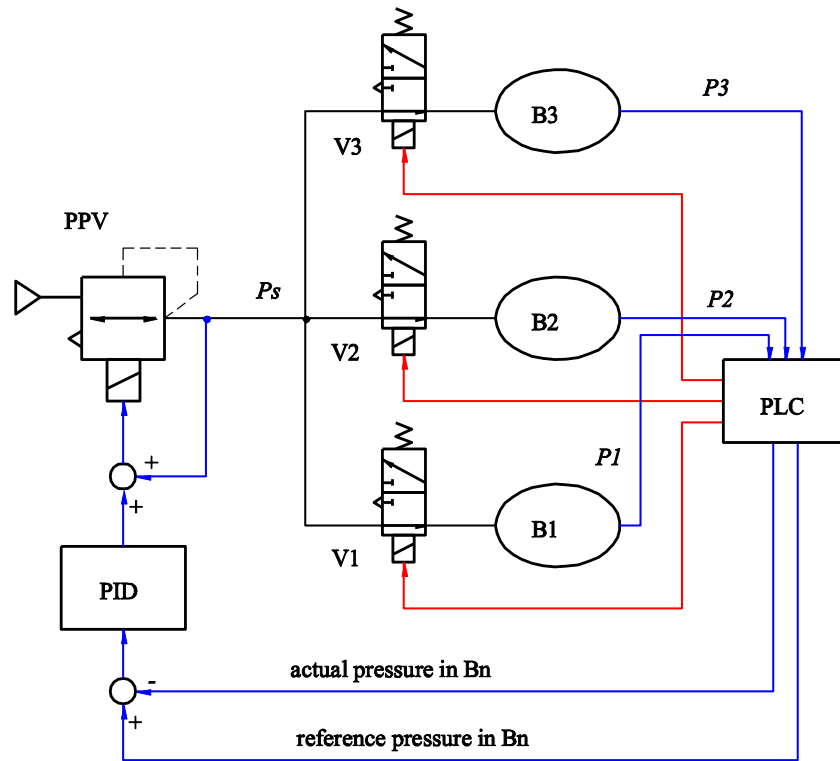 P3
B3
V3
PPV
Ps
P2
B2
V2
PLC
P1
B1
V1
+
+
PID
actual pressure in Bn
-
+
reference pressure in Bn